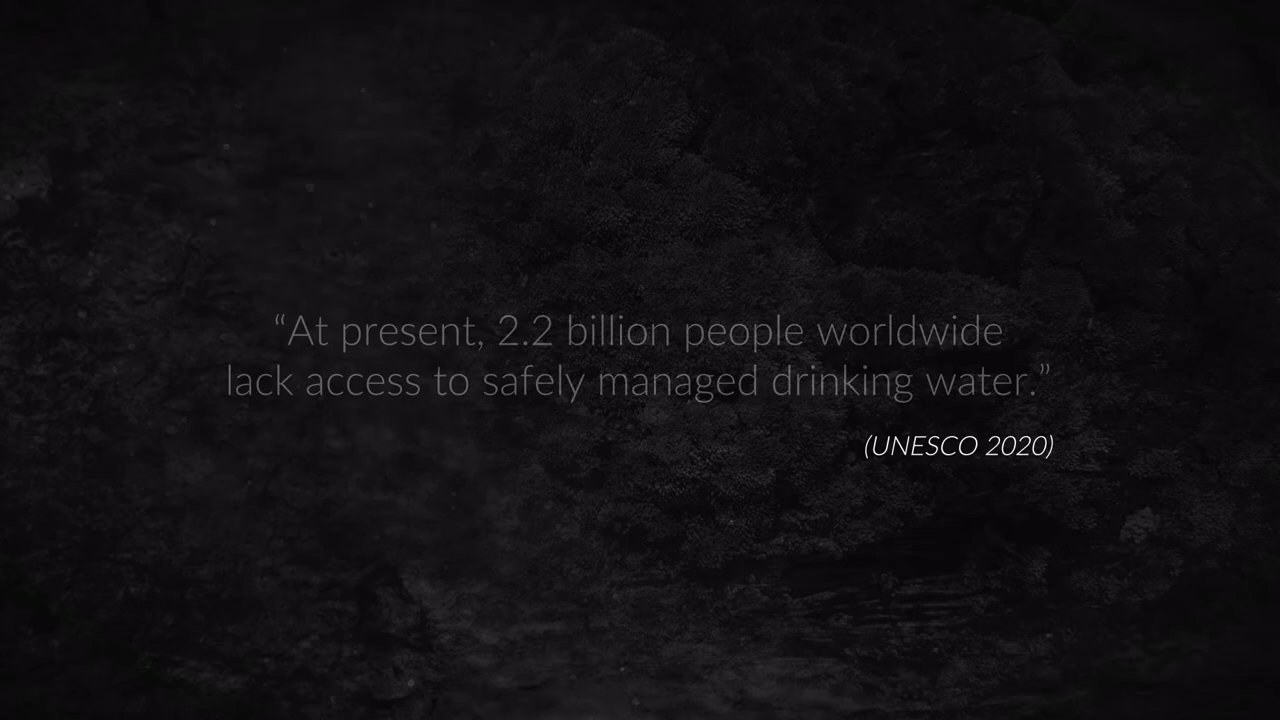 “At present, 2.2 billion people worldwide
lack access to safely managed drinking water.”
(UNESCO 2020)